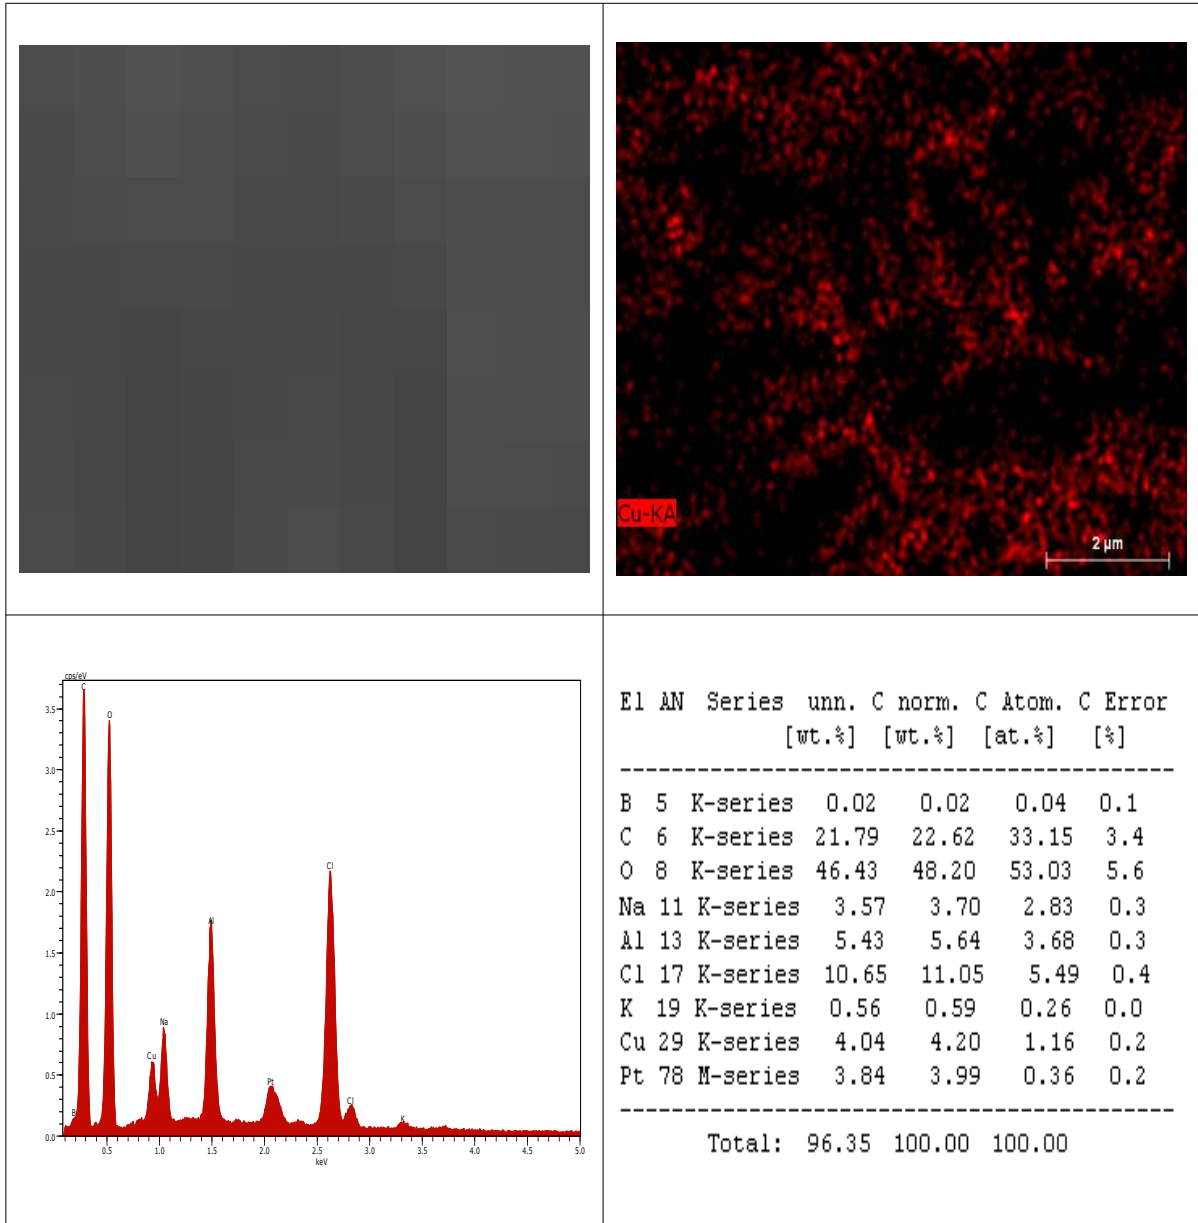 Cu-KA
2 µm
cps/eV
C
O
Cl
Al
Na
Cu
Pt
Cl
K
B
3.5
3.0
2.5
2.0
1.5
1.0
0.5
0.0
0.5 1.0 1.5 2.0 2.5 3.0 3.5 4.0 4.5 5.0
keV
El AN Series unn. C norm. C Atom. C Error
[wt.%] [wt.%] [at.%] [%]
-------------------------------------------
B 5 K-series 0.02 0.02 0.04 0.1
C 6 K-series 21.79 22.62 33.15 3.4
O 8 K-series 46.43 48.20 53.03 5.6
Na 11 K-series 3.57 3.70 2.83 0.3
Al 13 K-series 5.43 5.64 3.68 0.3
Cl 17 K-series 10.65 11.05 5.49 0.4
K 19 K-series 0.56 0.59 0.26 0.0
Cu 29 K-series 4.04 4.20 1.16 0.2
Pt 78 M-series 3.84 3.99 0.36 0.2
-------------------------------------------
Total: 96.35 100.00 100.00